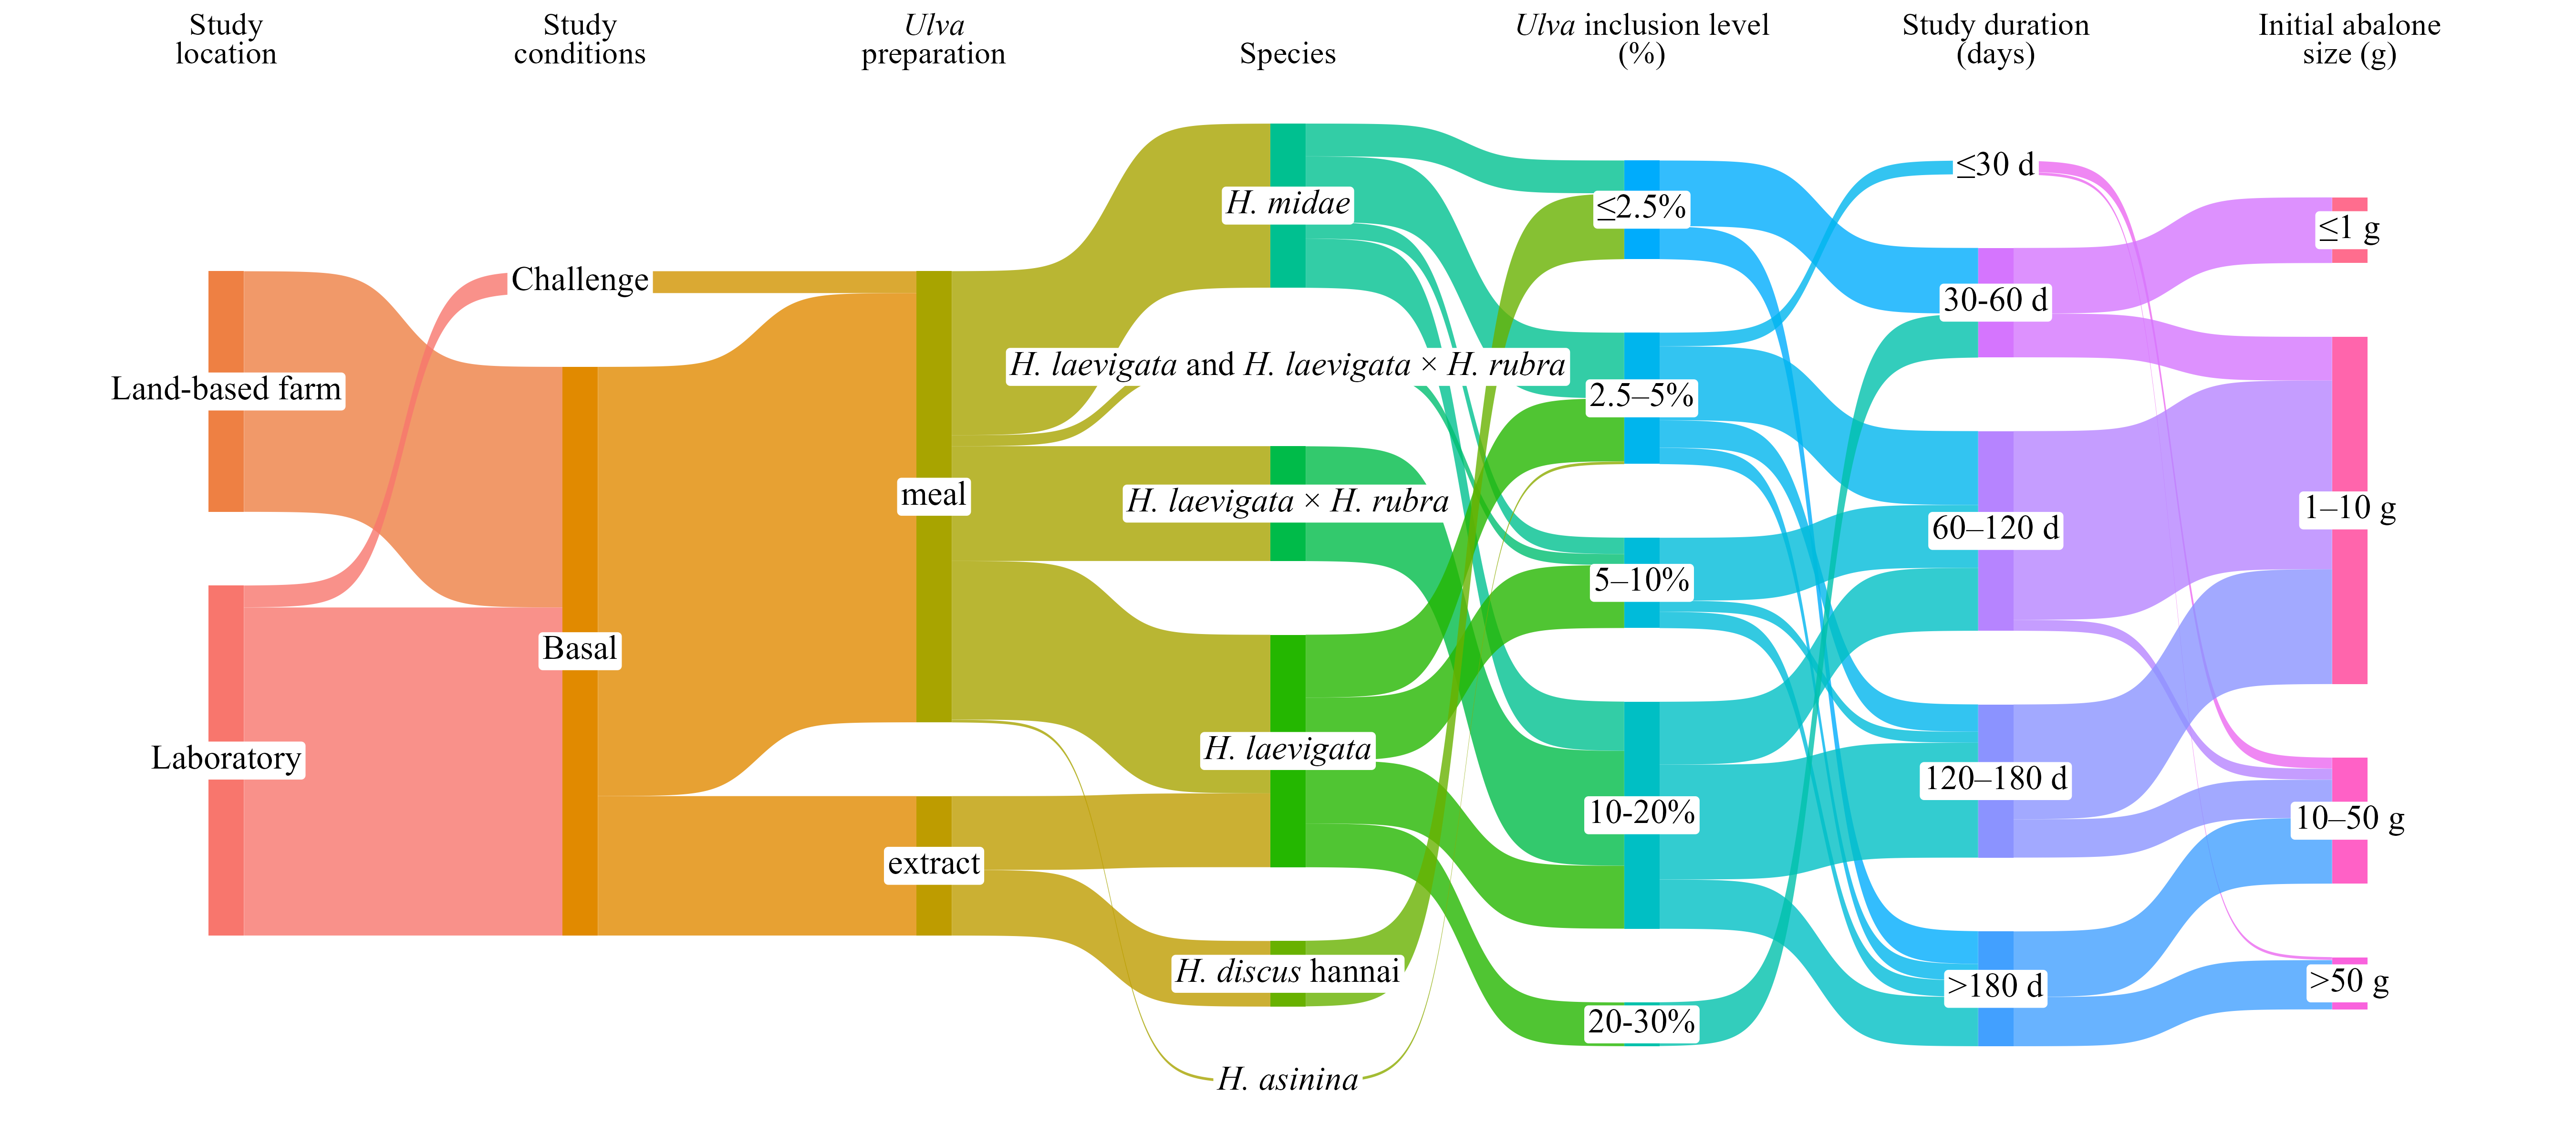 Study
location
Study
conditions
Ulva
preparation
Species
Ulva inclusion level
(%)
Study duration
(days)
Initial abalone
size (g)
Land-based farm
Laboratory
Challenge
Basal
meal
extract
H. midae
H. laevigata and H. laevigata × H. rubra
H. laevigata × H. rubra
H. laevigata
H. discus hannai
H. asinina
≤2.5%
2.5–5%
5–10%
10-20%
20-30%
≤30 d
30-60 d
60–120 d
120–180 d
>180 d
≤1 g
1–10 g
10–50 g
>50 g